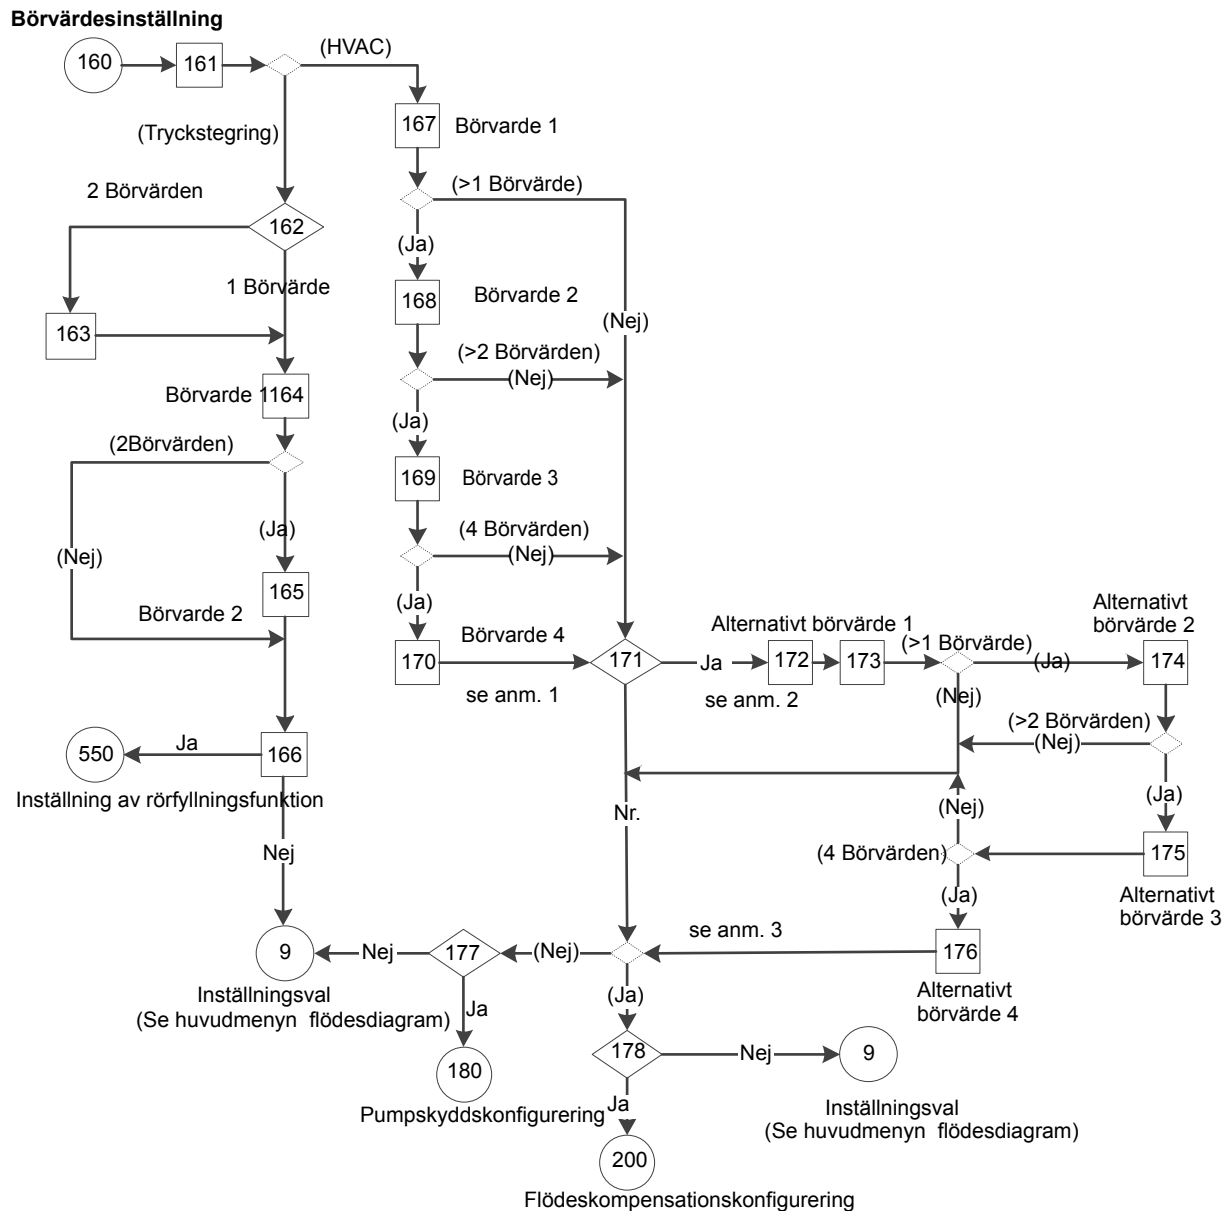 Börvärdesinställning
160
161
(HVAC)
(Tryckstegring)
167
Börvarde 1
2 Börvärden
162
(>1 Börvärde)
(Ja)
1 Börvärde
168
Börvarde 2
(Nej)
163
(>2 Börvärden)
(Nej)
Börvarde 1
164
(Ja)
(2Börvärden)
169
Börvarde 3
(Ja)
(4 Börvärden)
(Nej)
(Nej)
165
Börvarde 2
(Ja)
Börvarde 4
170
171
se anm. 1
Alternativt börvärde 1
Ja
172
173
se anm. 2
(>1 Börvärde)
(Ja)
Alternativt
börvärde 2
174
(Nej)
(>2 Börvärden)
(Nej)
550
Ja
166
Inställning av rörfyllningsfunktion
Nr.
(Ja)
(Nej)
Nej
(4 Börvärden)
175
(Ja)
Alternativt
börvärde 3
9
Nej
177
(Nej)
se anm. 3
176
Inställningsval
(Se huvudmenyn flödesdiagram)
Ja
(Ja)
Alternativt
börvärde 4
178
Nej
9
180
Pumpskyddskonfigurering
Ja
Inställningsval
(Se huvudmenyn flödesdiagram)
200
Flödeskompensationskonfigurering